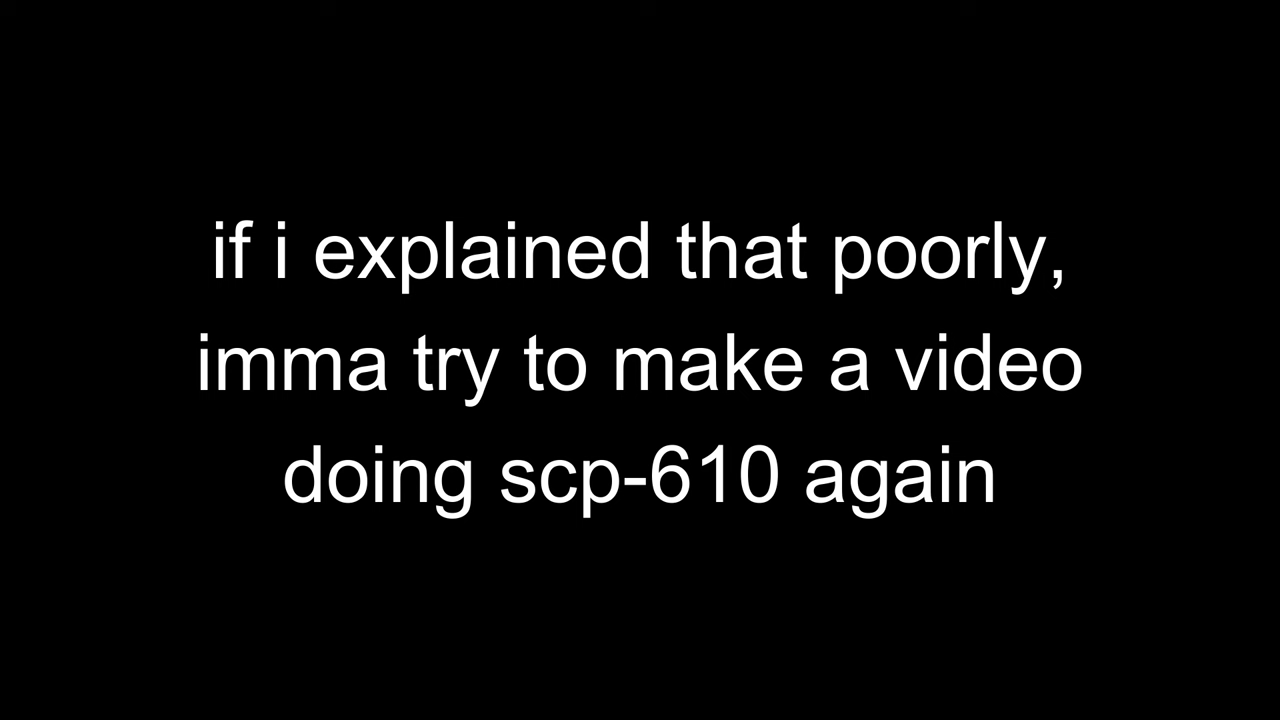 if i explained that poorly,
imma try to make a video
doing scp-610 again